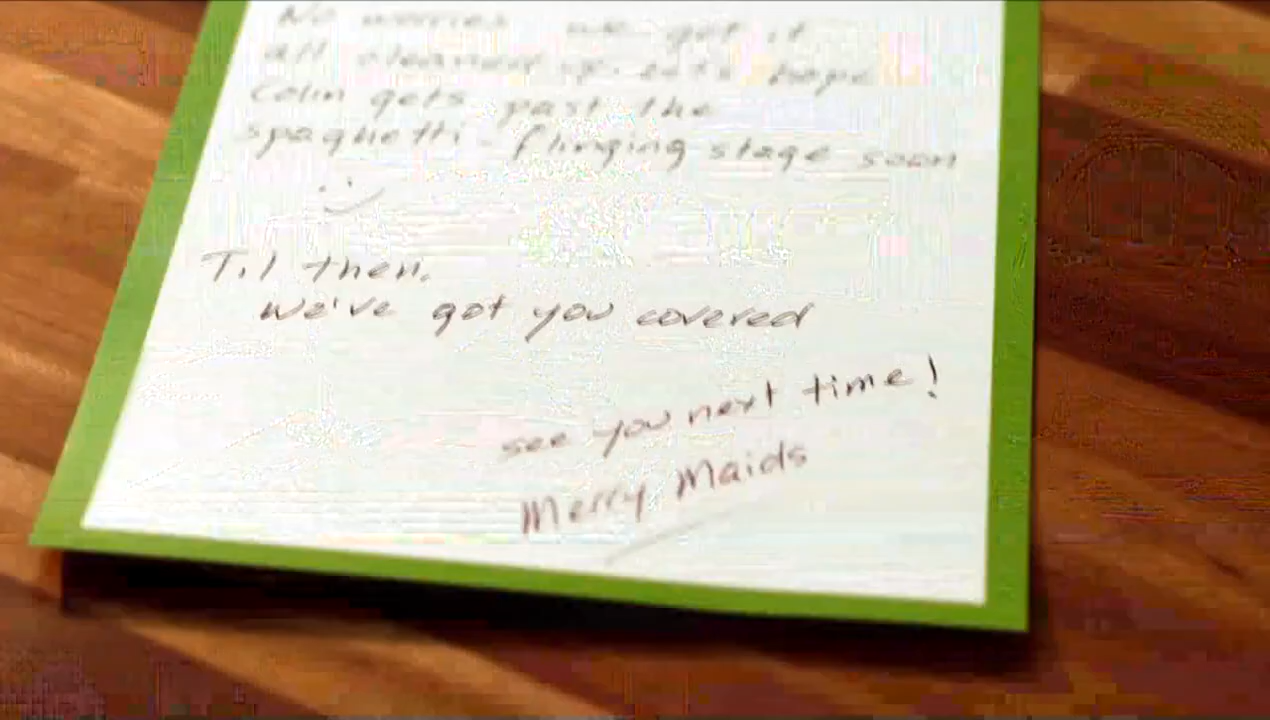 No worries we got it
all cleaned up. Let's hope
Colin gets past the
spaghetti-flinging stage soon
:)
Til then,
we've got you covered
see you next time!
Merry Maids